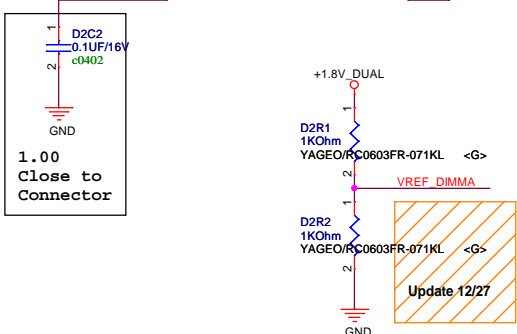 1
D2C2
0.1UF/16V
c0402
2
GND
1.00
Close to
Connector
+1.8V_DUAL
1
D2R1
1KOhm
YAGEO/RC0603FR-071KL <G>
2
VREF_DIMMA
1
D2R2
1KOhm
YAGEO/RC0603FR-071KL <G>
2
Update 12/27
GND